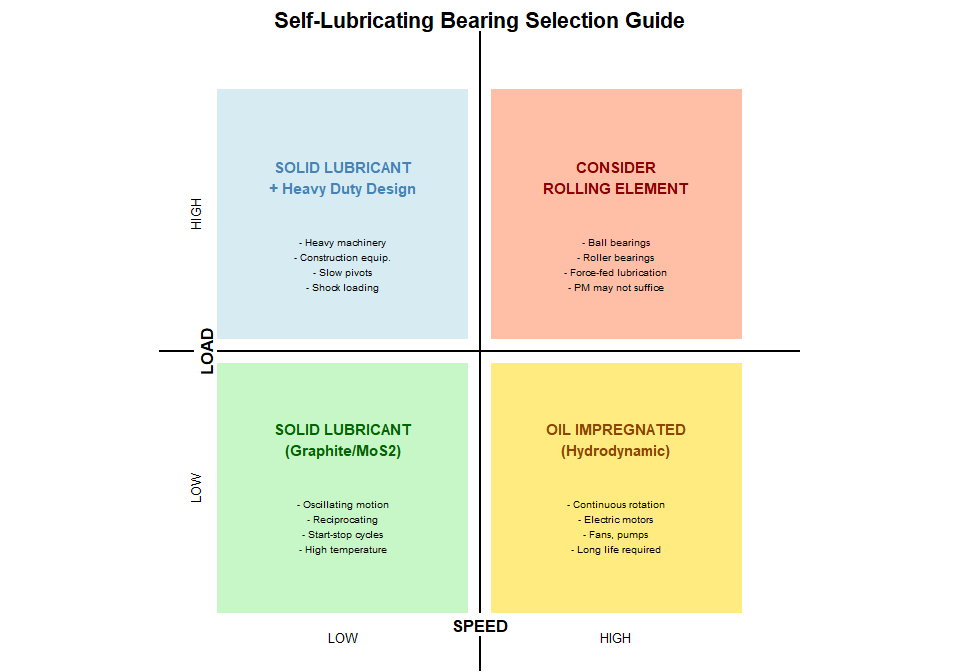 Self-Lubricating Bearing Selection Guide
SOLID LUBRICANT
+ Heavy Duty Design
- Heavy machinery
- Construction equip.
- Slow pivots
- Shock loading
CONSIDER
ROLLING ELEMENT
- Ball bearings
- Roller bearings
- Force-fed lubrication
- PM may not suffice
HIGH
LOAD
SOLID LUBRICANT
(Graphite/MoS2)
- Oscillating motion
- Reciprocating
- Start-stop cycles
- High temperature
OIL IMPREGNATED
(Hydrodynamic)
- Continuous rotation
- Electric motors
- Fans, pumps
- Long life required
LOW
SPEED
LOW
HIGH